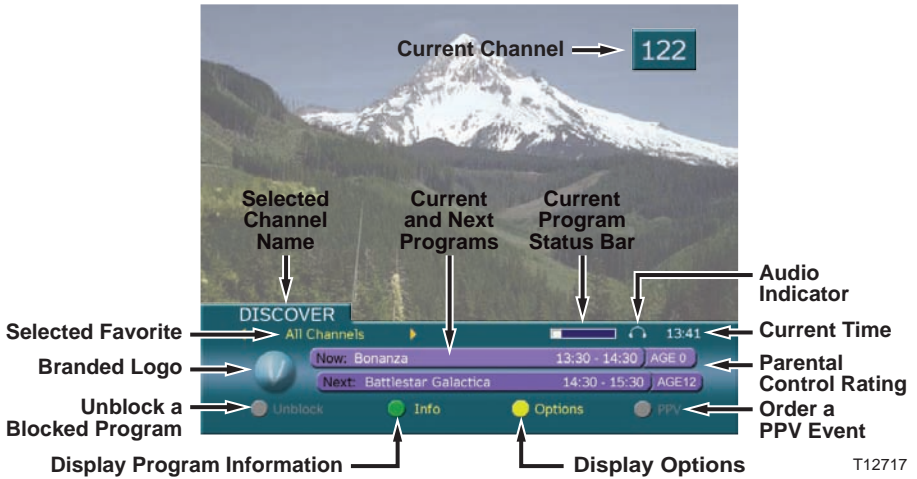 Current Channel
122
Selected
Channel
Name
Current
and Next
Programs
Current
Program
Status Bar
Audio
Indicator
DISCOVER
Selected Favorite
All Channels
13:41
Current Time
Branded Logo
Now: Bonanza 13:30 - 14:30 AGE 0
Next: Battlestar Galactica 14:30 - 15:30 AGE12
Parental
Control Rating
Unblock a
Blocked Program
Unblock
Info
Options
PPV
Order a
PPV Event
Display Program Information
Display Options
T12717